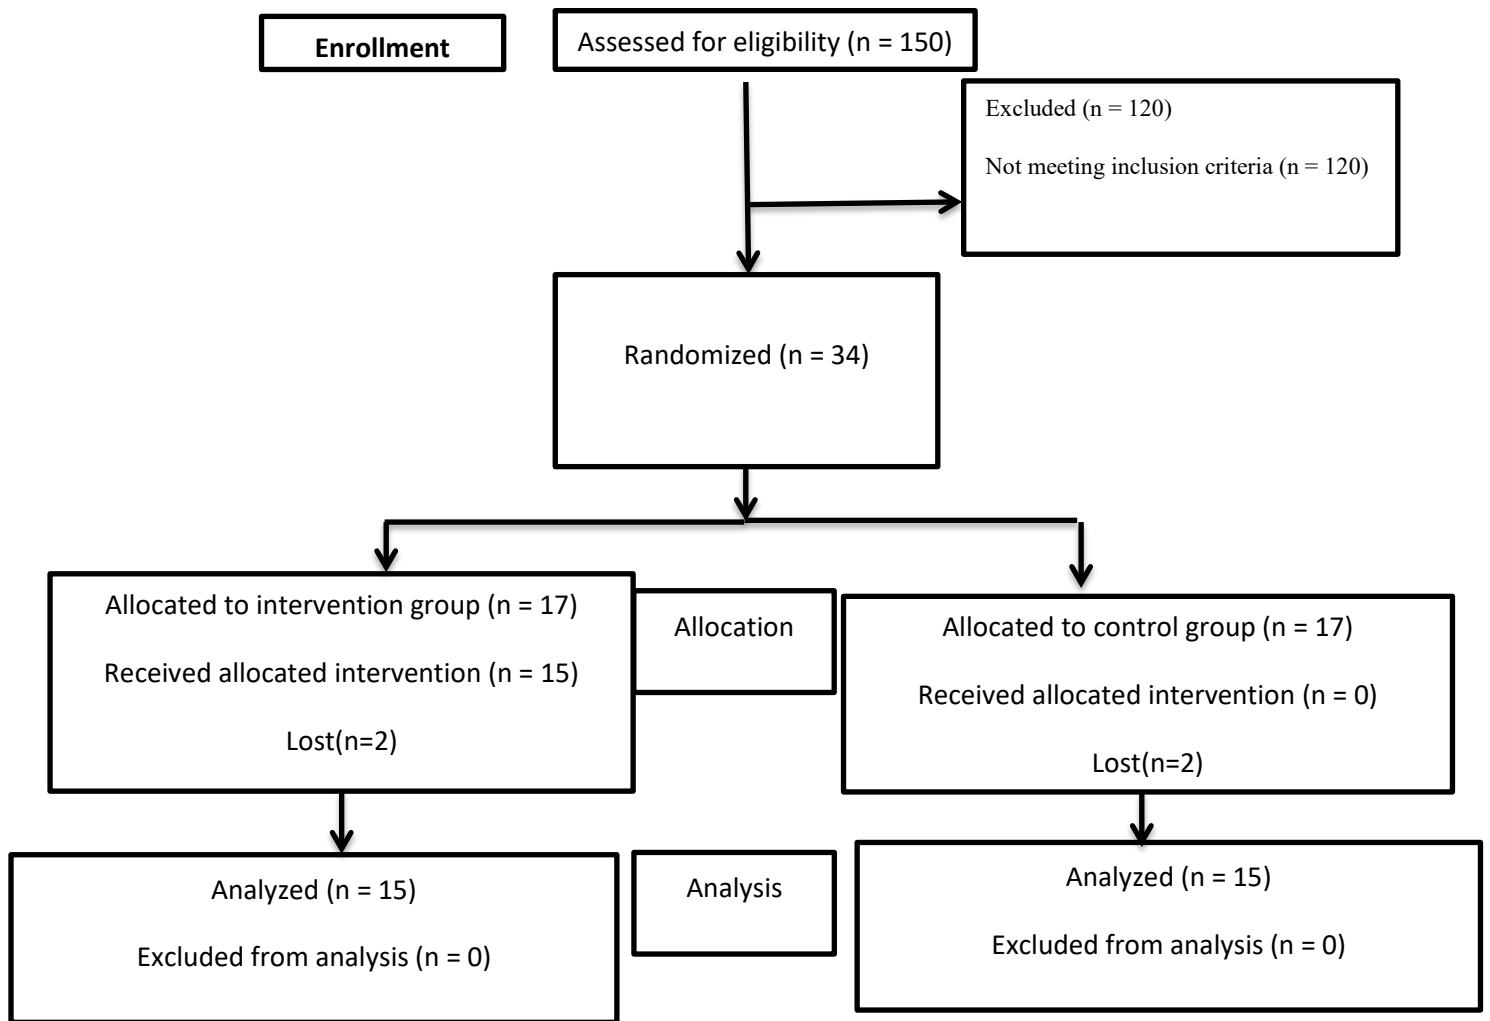 Enrollment
Assessed for eligibility (n = 150)
Excluded (n = 120)
Not meeting inclusion criteria (n = 120)
Randomized (n = 34)
Allocated to intervention group (n = 17)
Received allocated intervention (n = 15)
Lost(n=2)
Allocation
Allocated to control group (n = 17)
Received allocated intervention (n = 0)
Lost(n=2)
Analyzed (n = 15)
Excluded from analysis (n = 0)
Analysis
Analyzed (n = 15)
Excluded from analysis (n = 0)